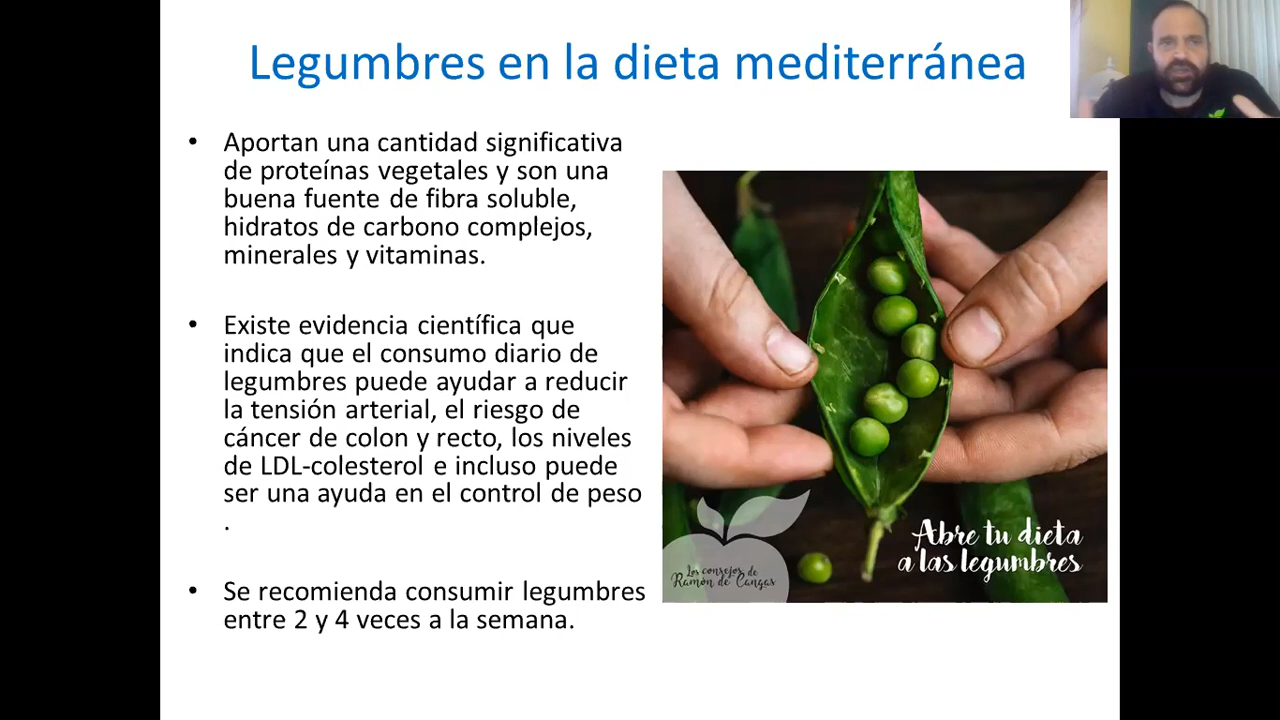 Legumbres en la dieta mediterránea
• Aportan una cantidad significativa
de proteínas vegetales y son una
buena fuente de fibra soluble,
hidratos de carbono complejos,
minerales y vitaminas.
• Existe evidencia científica que
indica que el consumo diario de
legumbres puede ayudar a reducir
la tensión arterial, el riesgo de
cáncer de colon y recto, los niveles
de LDL-colesterol e incluso puede
ser una ayuda en el control de peso
.
• Se recomienda consumir legumbres
entre 2 y 4 veces a la semana.
Abre tu dieta
a las legumbres
Los consejos de
Ramón de Cangas